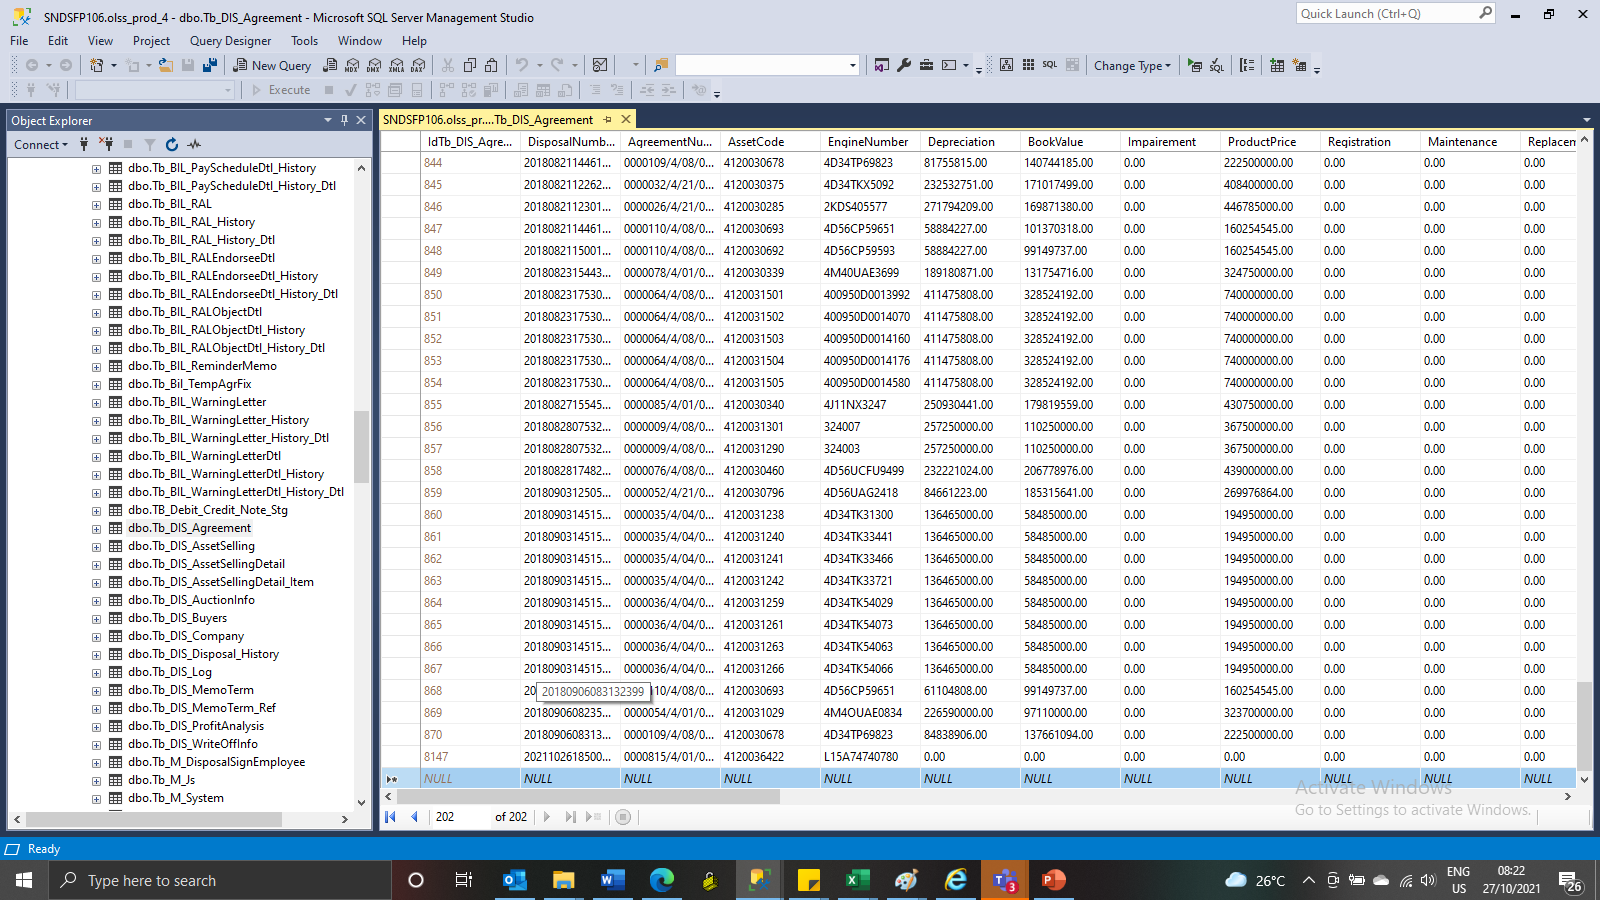 SNDSFP106.olss_prod_4 - dbo.Tb_DIS_Agreement - Microsoft SQL Server Management Studio
Quick Launch (Ctrl+Q)
File Edit View Project Query Designer Tools Window Help
New Query MDX DMX XMLA DAX SQL Change Type SQL
Execute
Object Explorer
Connect
dbo.Tb_BIL_PayScheduleDtl_History
dbo.Tb_BIL_PayScheduleDtl_History_Dtl
dbo.Tb_BIL_RAL
dbo.Tb_BIL_RAL_History
dbo.Tb_BIL_RAL_History_Dtl
dbo.Tb_BIL_RALEndorseeDtl
dbo.Tb_BIL_RALEndorseeDtl_History
dbo.Tb_BIL_RALEndorseeDtl_History_Dtl
dbo.Tb_BIL_RALObjectDtl
dbo.Tb_BIL_RALObjectDtl_History
dbo.Tb_BIL_RALObjectDtl_History_Dtl
dbo.Tb_BIL_ReminderMemo
dbo.Tb_Bil_TempAgrFix
dbo.Tb_BIL_WarningLetter
dbo.Tb_BIL_WarningLetter_History
dbo.Tb_BIL_WarningLetter_History_Dtl
dbo.Tb_BIL_WarningLetterDtl
dbo.Tb_BIL_WarningLetterDtl_History
dbo.Tb_BIL_WarningLetterDtl_History_Dtl
dbo.TB_Debit_Credit_Note_Stg
dbo.Tb_DIS_Agreement
dbo.Tb_DIS_AssetSelling
dbo.Tb_DIS_AssetSellingDetail
dbo.Tb_DIS_AssetSellingDetail_Item
dbo.Tb_DIS_AuctionInfo
dbo.Tb_DIS_Buyers
dbo.Tb_DIS_Company
dbo.Tb_DIS_Disposal_History
dbo.Tb_DIS_Log
dbo.Tb_DIS_MemoTerm
dbo.Tb_DIS_MemoTerm_Ref
dbo.Tb_DIS_ProfitAnalysis
dbo.Tb_DIS_WriteOffInfo
dbo.Tb_M_DisposalSignEmployee
dbo.Tb_M_Js
dbo.Tb_M_System
SNDSFP106.olss_pr....Tb_DIS_Agreement
IdTb_DIS_Agre... DisposalNumb... AgreementNu... AssetCode EngineNumber Depreciation BookValue Impairement ProductPrice Registration Maintenance Replacem
844 2018082114461... 0000109/4/08/0... 4120030678 4D34TP69823 81755815.00 140744185.00 0.00 222500000.00 0.00 0.00 0.00
845 2018082112262... 0000032/4/21/0... 4120030375 4D34TKX5092 232532751.00 171017499.00 0.00 408400000.00 0.00 0.00 0.00
846 2018082112301... 0000026/4/21/0... 4120030285 2KDS405577 271794209.00 169871380.00 0.00 446785000.00 0.00 0.00 0.00
847 2018082114461... 0000110/4/08/0... 4120030693 4D56CP59651 58884227.00 101370318.00 0.00 160254545.00 0.00 0.00 0.00
848 2018082115001... 0000110/4/08/0... 4120030692 4D56CP59593 58884227.00 99149737.00 0.00 160254545.00 0.00 0.00 0.00
849 2018082315443... 0000078/4/01/0... 4120030339 4M40UAE3699 189180871.00 131754716.00 0.00 324750000.00 0.00 0.00 0.00
850 2018082317530... 0000064/4/08/0... 4120031501 400950D0013992 411475808.00 328524192.00 0.00 740000000.00 0.00 0.00 0.00
851 2018082317530... 0000064/4/08/0... 4120031502 400950D0014070 411475808.00 328524192.00 0.00 740000000.00 0.00 0.00 0.00
852 2018082317530... 0000064/4/08/0... 4120031503 400950D0014160 411475808.00 328524192.00 0.00 740000000.00 0.00 0.00 0.00
853 2018082317530... 0000064/4/08/0... 4120031504 400950D0014176 411475808.00 328524192.00 0.00 740000000.00 0.00 0.00 0.00
854 2018082317530... 0000064/4/08/0... 4120031505 400950D0014580 411475808.00 328524192.00 0.00 740000000.00 0.00 0.00 0.00
855 2018082715545... 0000085/4/01/0... 4120030340 4J11NX3247 250930441.00 179819559.00 0.00 430750000.00 0.00 0.00 0.00
856 2018082807532... 0000009/4/08/0... 4120031301 324007 257250000.00 110250000.00 0.00 367500000.00 0.00 0.00 0.00
857 2018082807532... 0000009/4/08/0... 4120031290 324003 257250000.00 110250000.00 0.00 367500000.00 0.00 0.00 0.00
858 2018082817482... 0000076/4/08/0... 4120030460 4D56UCFU9499 232221024.00 206778976.00 0.00 439000000.00 0.00 0.00 0.00
859 2018090312505... 0000052/4/21/0... 4120030796 4D56UAG2418 84661223.00 185315641.00 0.00 269976864.00 0.00 0.00 0.00
860 2018090314515... 0000035/4/04/0... 4120031238 4D34TK31300 136465000.00 58485000.00 0.00 194950000.00 0.00 0.00 0.00
861 2018090314515... 0000035/4/04/0... 4120031240 4D34TK33441 136465000.00 58485000.00 0.00 194950000.00 0.00 0.00 0.00
862 2018090314515... 0000035/4/04/0... 4120031241 4D34TK33466 136465000.00 58485000.00 0.00 194950000.00 0.00 0.00 0.00
863 2018090314515... 0000035/4/04/0... 4120031242 4D34TK33721 136465000.00 58485000.00 0.00 194950000.00 0.00 0.00 0.00
864 2018090314515... 0000036/4/04/0... 4120031259 4D34TK54029 136465000.00 58485000.00 0.00 194950000.00 0.00 0.00 0.00
865 2018090314515... 0000036/4/04/0... 4120031261 4D34TK54073 136465000.00 58485000.00 0.00 194950000.00 0.00 0.00 0.00
866 2018090314515... 0000036/4/04/0... 4120031263 4D34TK54063 136465000.00 58485000.00 0.00 194950000.00 0.00 0.00 0.00
867 2018090314515... 0000036/4/04/0... 4120031266 4D34TK54066 136465000.00 58485000.00 0.00 194950000.00 0.00 0.00 0.00
868 20 20180906083132399 10/4/08/0... 4120030693 4D56CP59651 61104808.00 99149737.00 0.00 160254545.00 0.00 0.00 0.00
869 2018090608235... 0000054/4/01/0... 4120031029 4M4OUAE0834 226590000.00 97110000.00 0.00 323700000.00 0.00 0.00 0.00
870 2018090608313... 0000109/4/08/0... 4120030678 4D34TP69823 84838906.00 137661094.00 0.00 222500000.00 0.00 0.00 0.00
8147 2021102618500... 0000815/4/01/0... 4120036422 L15A74740780 0.00 0.00 0.00 0.00 0.00 0.00 0.00
NULL NULL NULL NULL NULL NULL NULL NULL NULL NULL NULL NULL
202 of 202
Activate Windows
Go to Settings to activate Windows.
Ready
Type here to search
3
26°C
ENG
US
08:22
27/10/2021
26